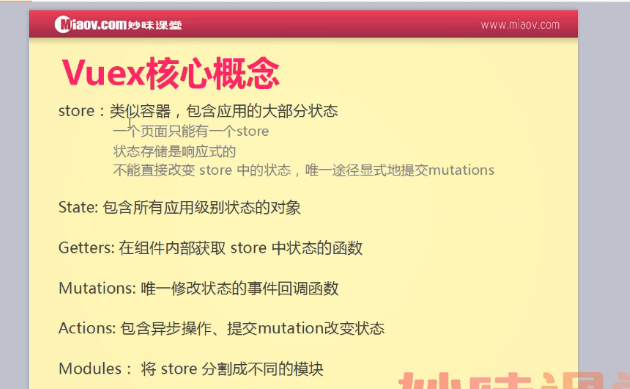 Miaov.com妙味课堂
www.miaov.com
Vuex核心概念
store：类似容器，包含应用的大部分状态
一个页面只能有一个store
状态存储是响应式的
不能直接改变 store 中的状态，唯一途径显式地提交mutations
State: 包含所有应用级别状态的对象
Getters: 在组件内部获取 store 中状态的函数
Mutations: 唯一修改状态的事件回调函数
Actions: 包含异步操作、提交mutation改变状态
Modules： 将 store 分割成不同的模块